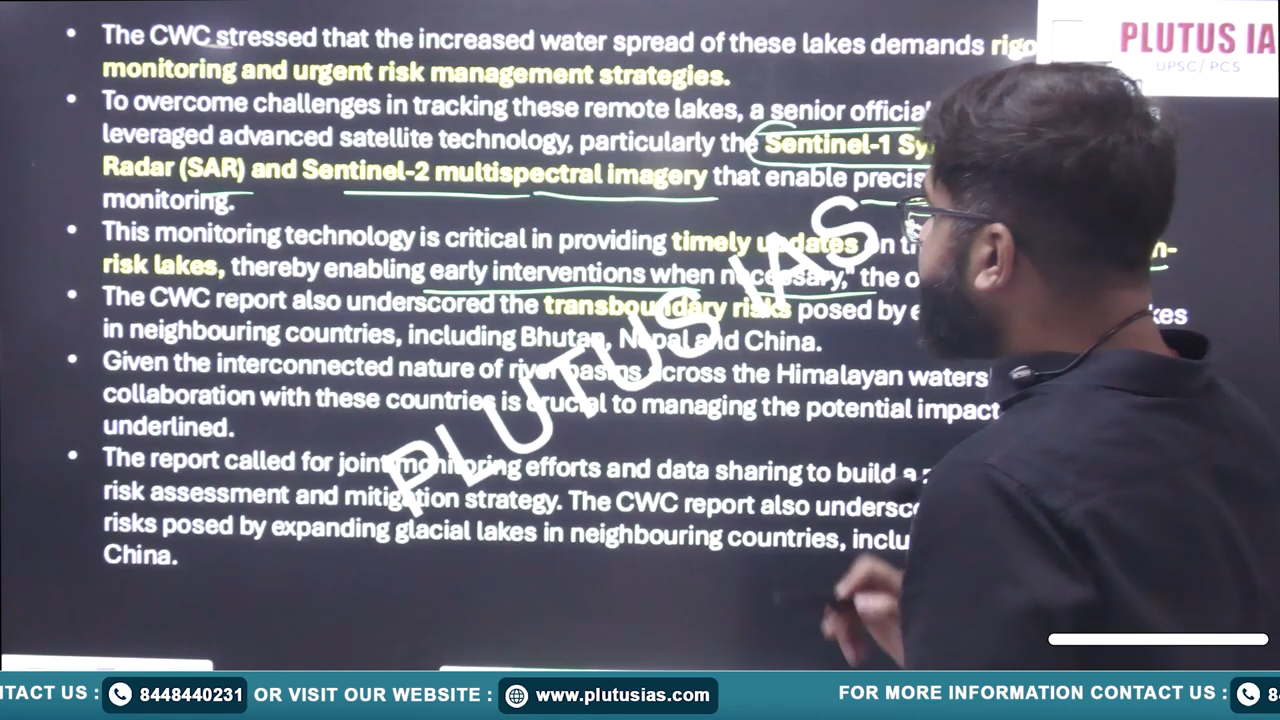 The CWC stressed that the increased water spread of these lakes demands
monitoring and urgent risk management strategies.
To overcome challenges in tracking these remote lakes, a senior official
leveraged advanced satellite technology, particularly the Sentinel-1
Radar (SAR) and Sentinel-2 multispectral imagery that enable
monitoring.
This monitoring technology is critical in providing timely updates on
risk lakes, thereby enabling early interventions when necessary," the
The CWC report also underscored the transboundary risks posed by
in neighbouring countries, including Bhutan, Nepal and China.
Given the interconnected nature of river basins across the Himalayan
collaboration with these countries is crucial to managing the potential impact
underlined.
The report called for joint monitoring efforts and data sharing to build a
risk assessment and mitigation strategy. The CWC report also
risks posed by expanding glacial lakes in neighbouring countries,
China.
PLUTUS IAS
PLUTUS IA
UPSC/ PCS
TACT US : 8448440231 OR VISIT OUR WEBSITE : www.plutusias.com FOR MORE INFORMATION CONTACT US :